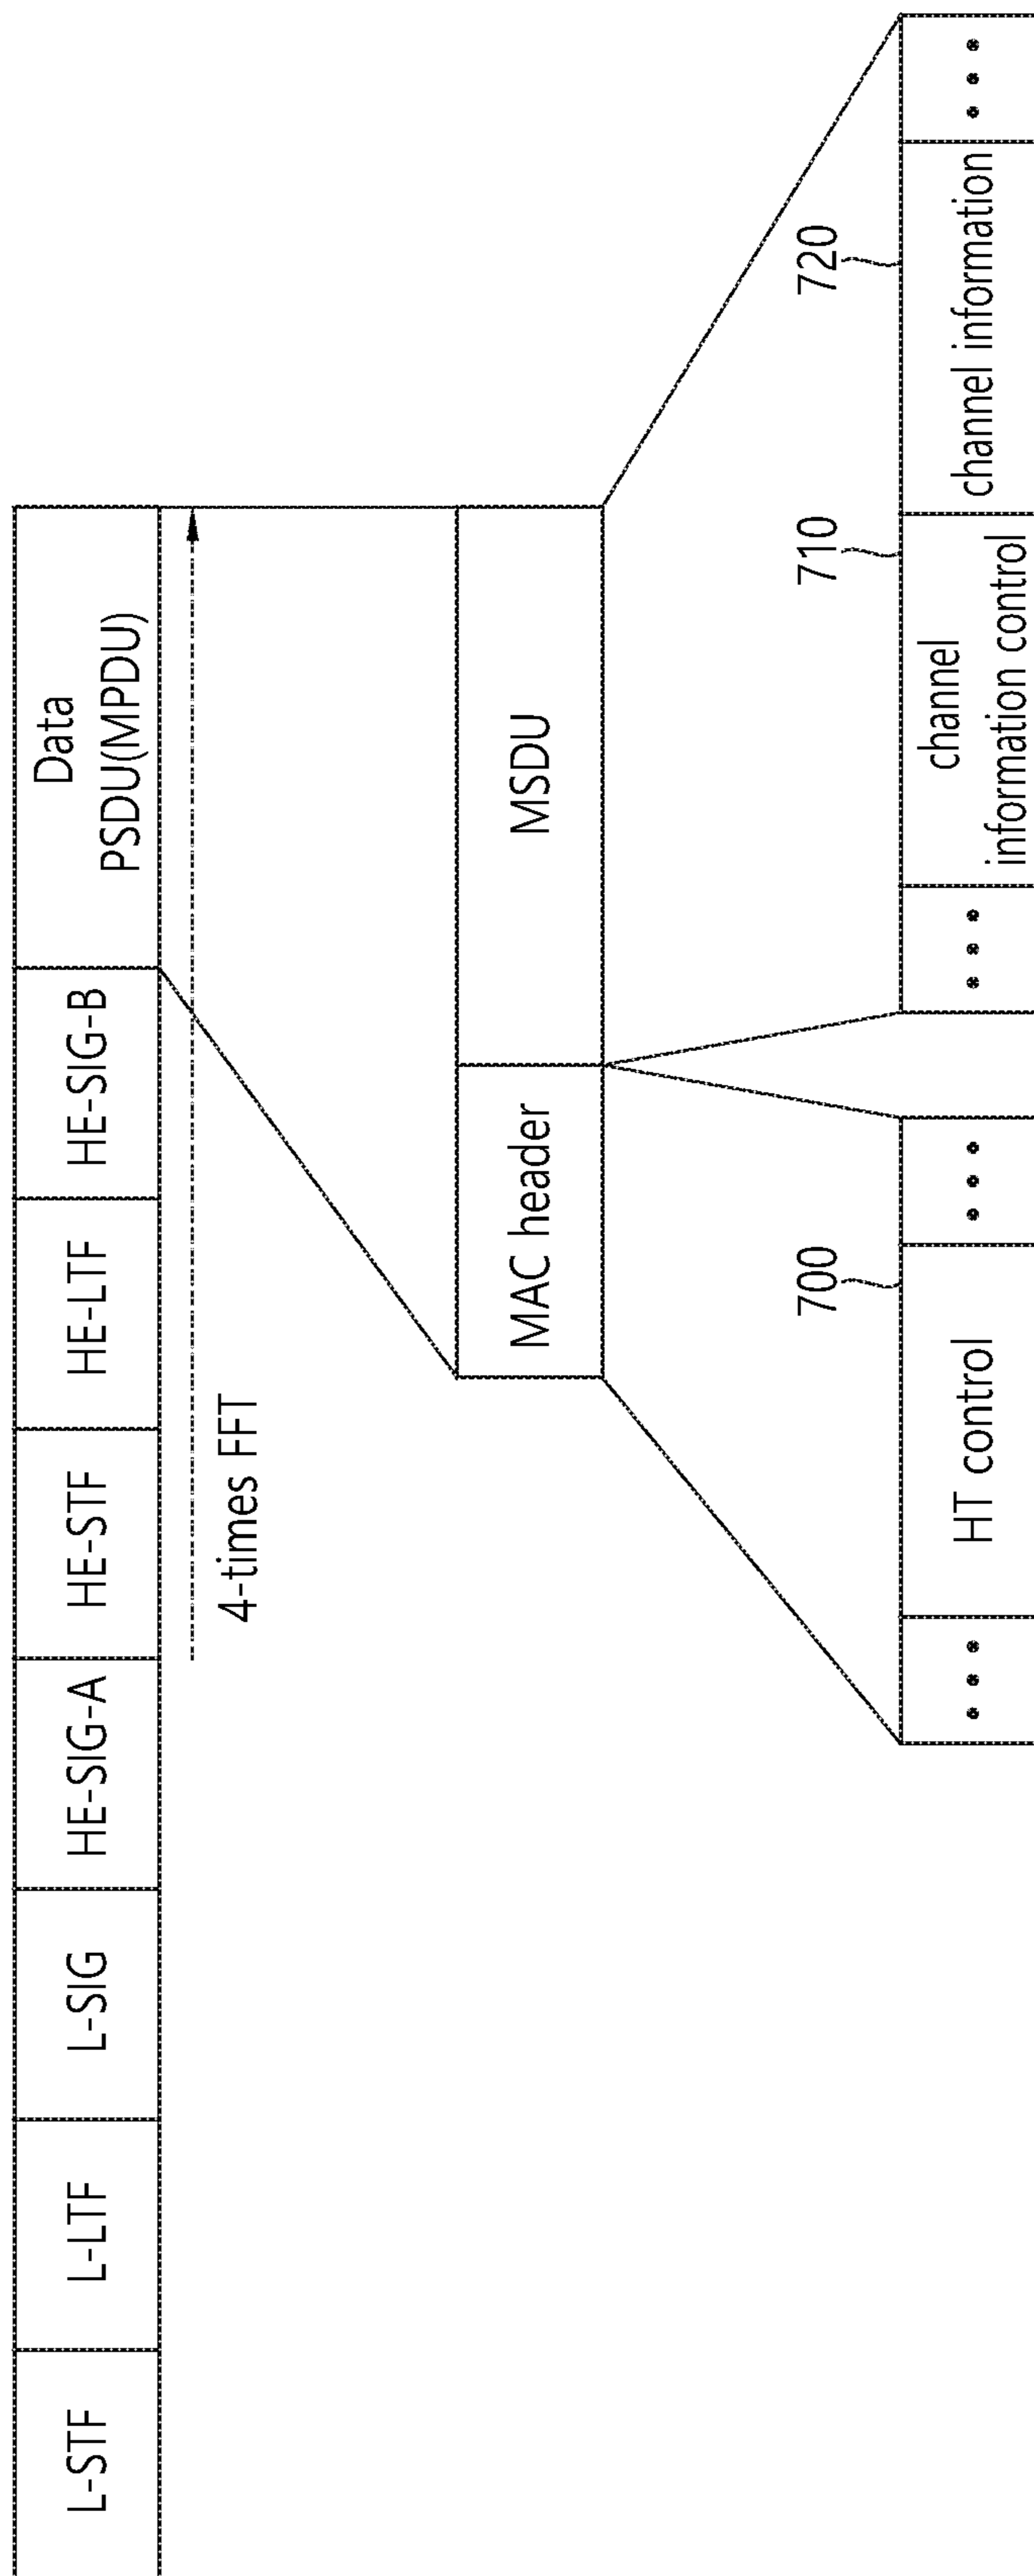 L-STF
L-LTF
L-SIG
HE-SIG-A
HE-STF
HE-LTF
HE-SIG-B
Data
PSDU(MPDU)
4-times FFT
MAC header
MSDU
700
710
720
HT control
channel
information control
channel information